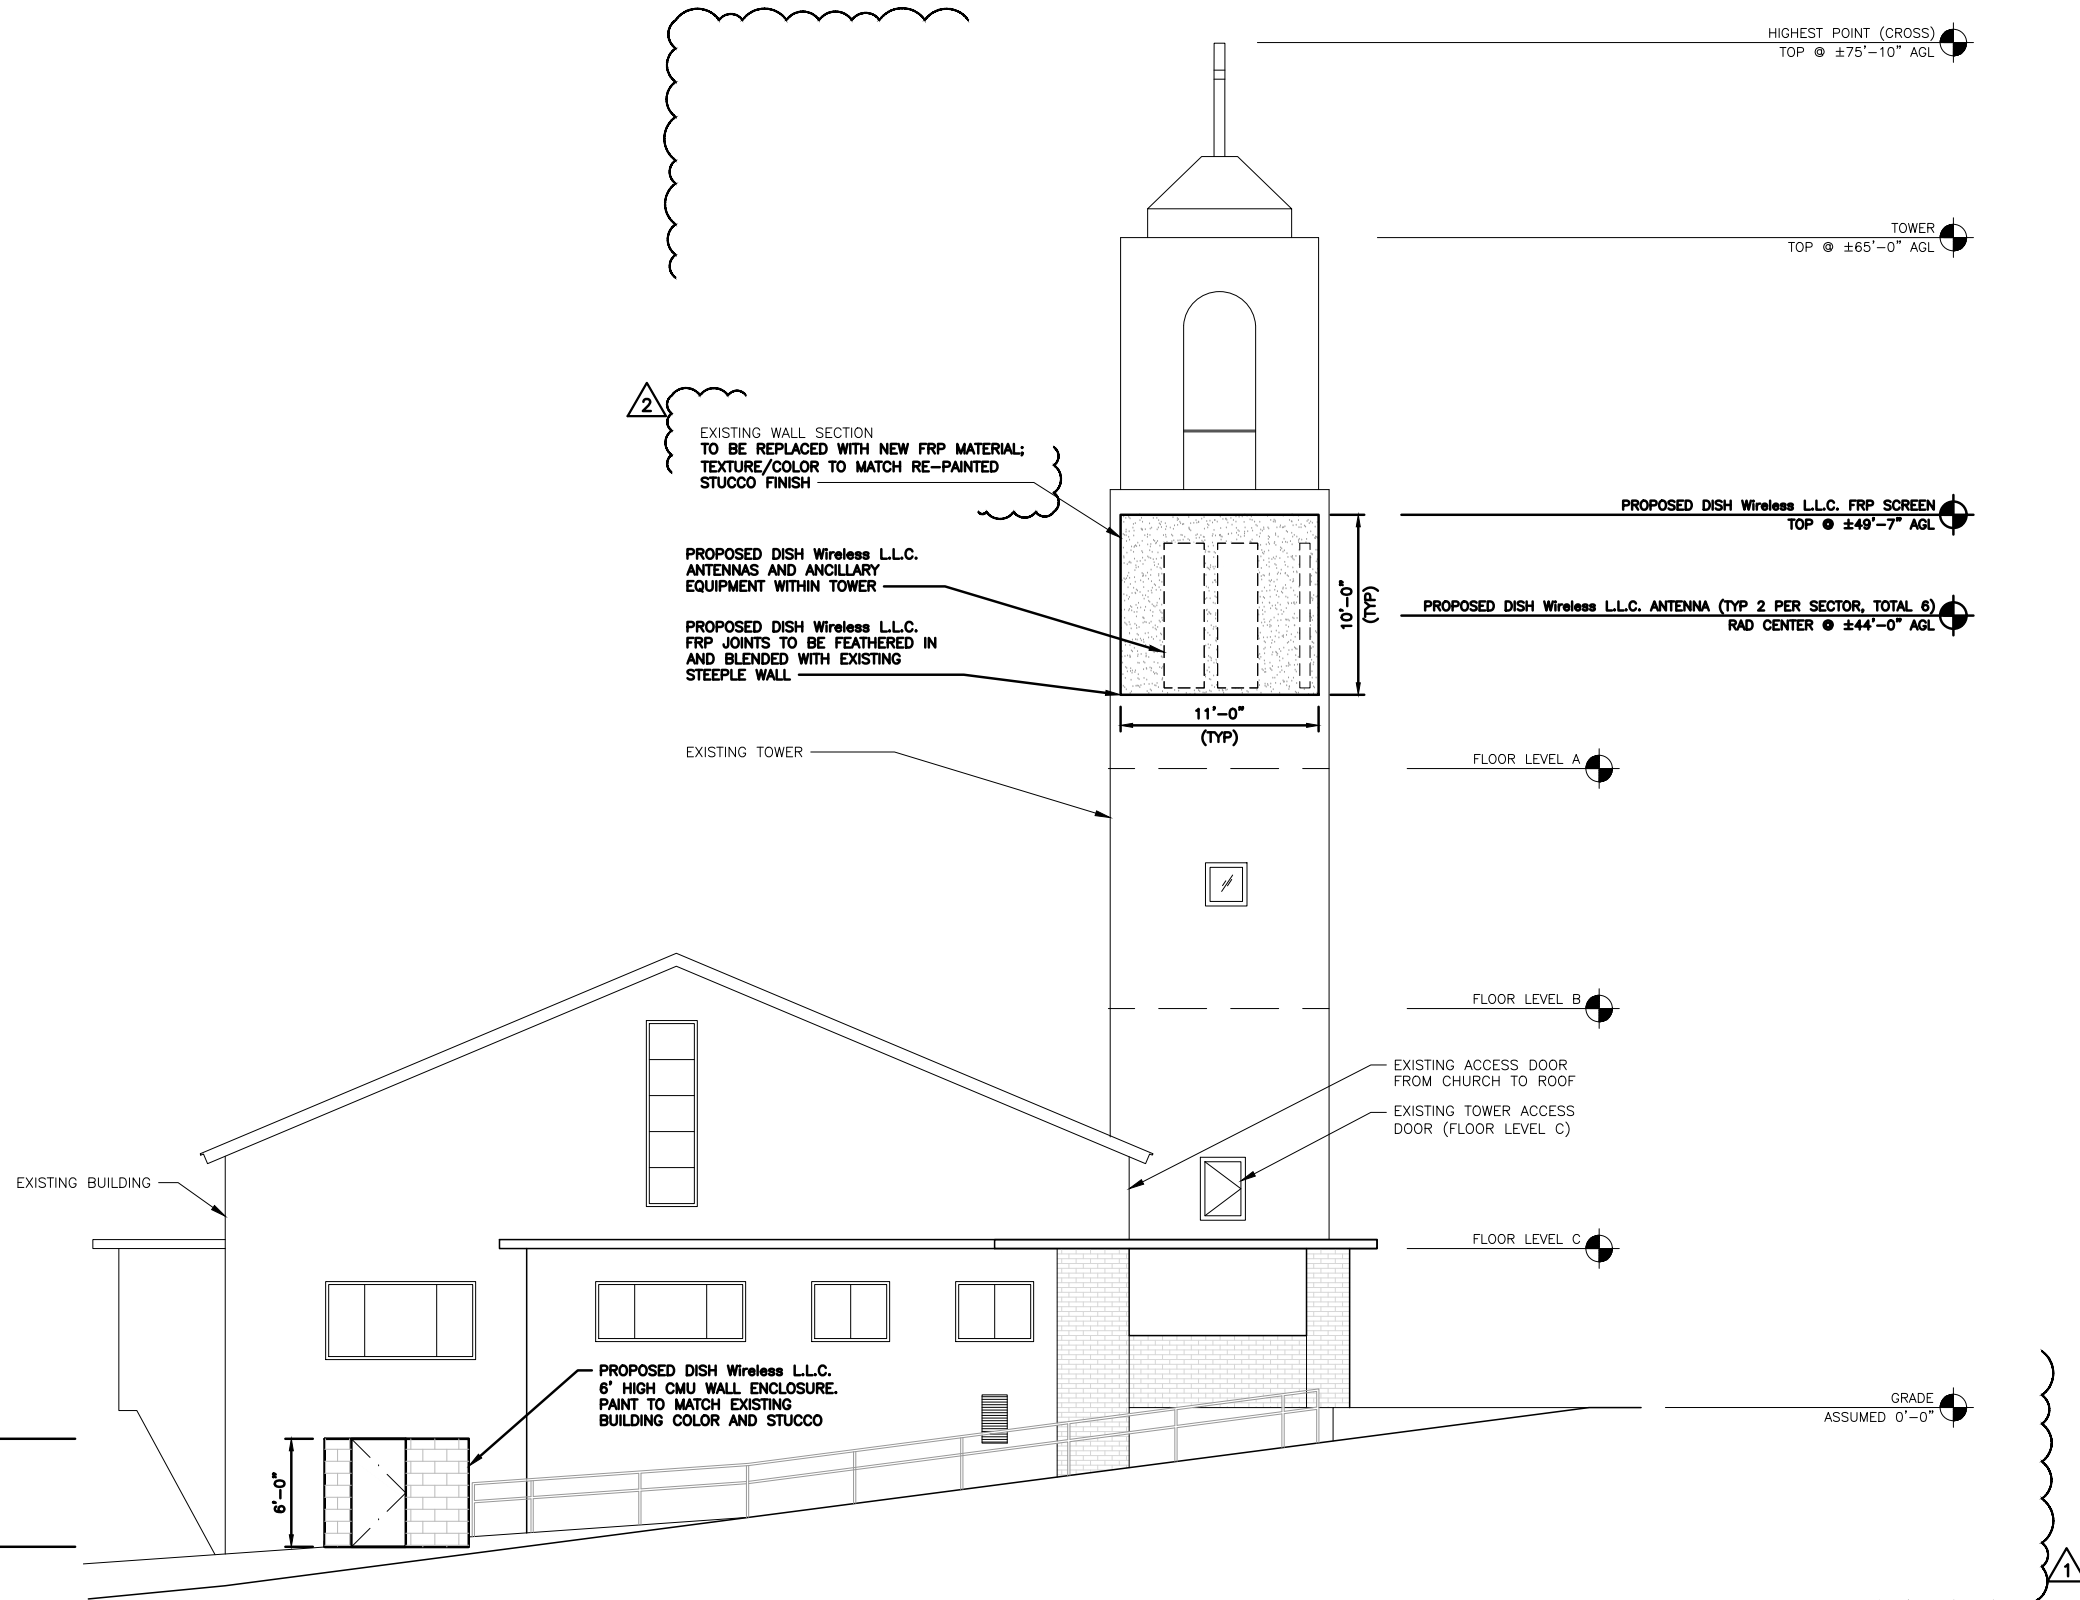 HIGHEST POINT (CROSS)
TOP @ ±75'-10" AGL
TOWER
TOP @ ±65'-0" AGL
2
EXISTING WALL SECTION
TO BE REPLACED WITH NEW FRP MATERIAL;
TEXTURE/COLOR TO MATCH RE-PAINTED
STUCCO FINISH
PROPOSED DISH Wireless L.L.C. FRP SCREEN
TOP @ ±49'-7" AGL
PROPOSED DISH Wireless L.L.C.
ANTENNAS AND ANCILLARY
EQUIPMENT WITHIN TOWER
10'-0"
(TYP)
PROPOSED DISH Wireless L.L.C. ANTENNA (TYP 2 PER SECTOR, TOTAL 6)
RAD CENTER @ ±44'-0" AGL
PROPOSED DISH Wireless L.L.C.
FRP JOINTS TO BE FEATHERED IN
AND BLENDED WITH EXISTING
STEEPLE WALL
11'-0"
(TYP)
EXISTING TOWER
FLOOR LEVEL A
FLOOR LEVEL B
EXISTING ACCESS DOOR
FROM CHURCH TO ROOF
EXISTING TOWER ACCESS
DOOR (FLOOR LEVEL C)
EXISTING BUILDING
FLOOR LEVEL C
PROPOSED DISH Wireless L.L.C.
6' HIGH CMU WALL ENCLOSURE.
PAINT TO MATCH EXISTING
BUILDING COLOR AND STUCCO
GRADE
ASSUMED 0'-0"
6'-0"
1